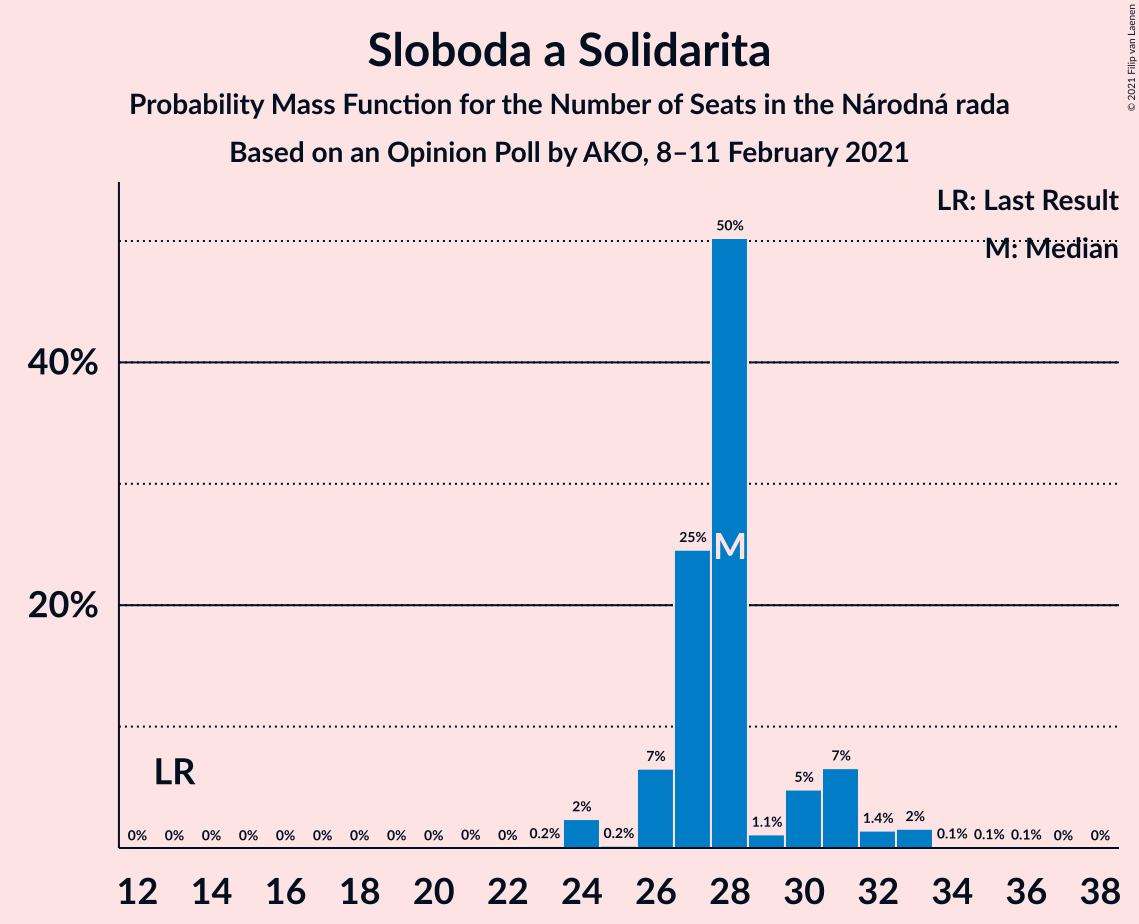 Sloboda a Solidarita
Probability Mass Function for the Number of Seats in the Národná rada
Based on an Opinion Poll by AKO, 8–11 February 2021
© 2021 Filip van Laenen
LR: Last Result
M: Median
50%
40%
25%
M
20%
LR
7%
7%
5%
2%
2%
1.4%
1.1%
0% 0% 0% 0% 0% 0% 0% 0% 0% 0% 0% 0.2% 0.2% 0.1% 0.1% 0.1% 0% 0%
12 14 16 18 20 22 24 26 28 30 32 34 36 38